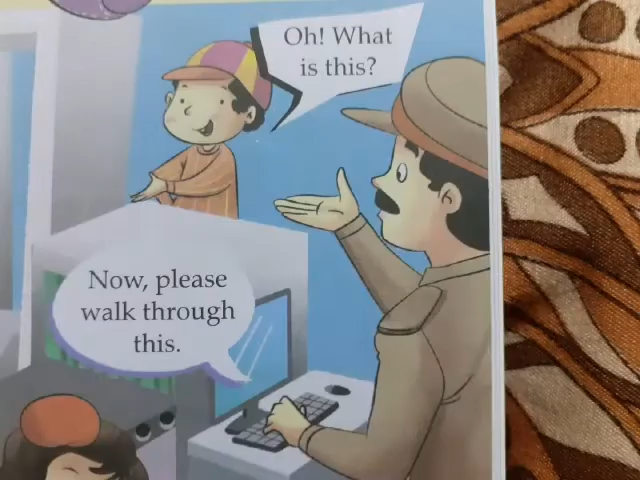 Oh! What
is this?
Now, please
walk through
this.